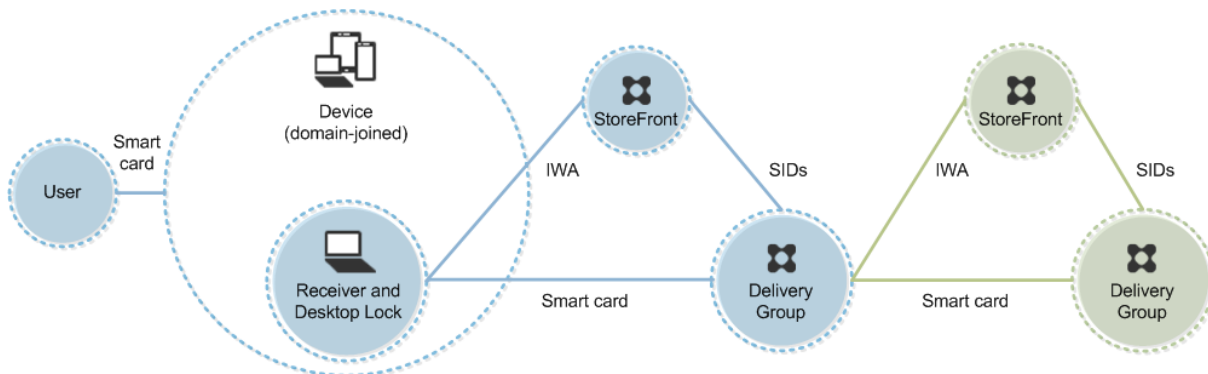 Device
(domain-joined)
StoreFront
StoreFront
Smart
card
IWA
SIDs
IWA
SIDs
User
Receiver and
Desktop Lock
Delivery
Group
Delivery
Group
Smart card
Smart card